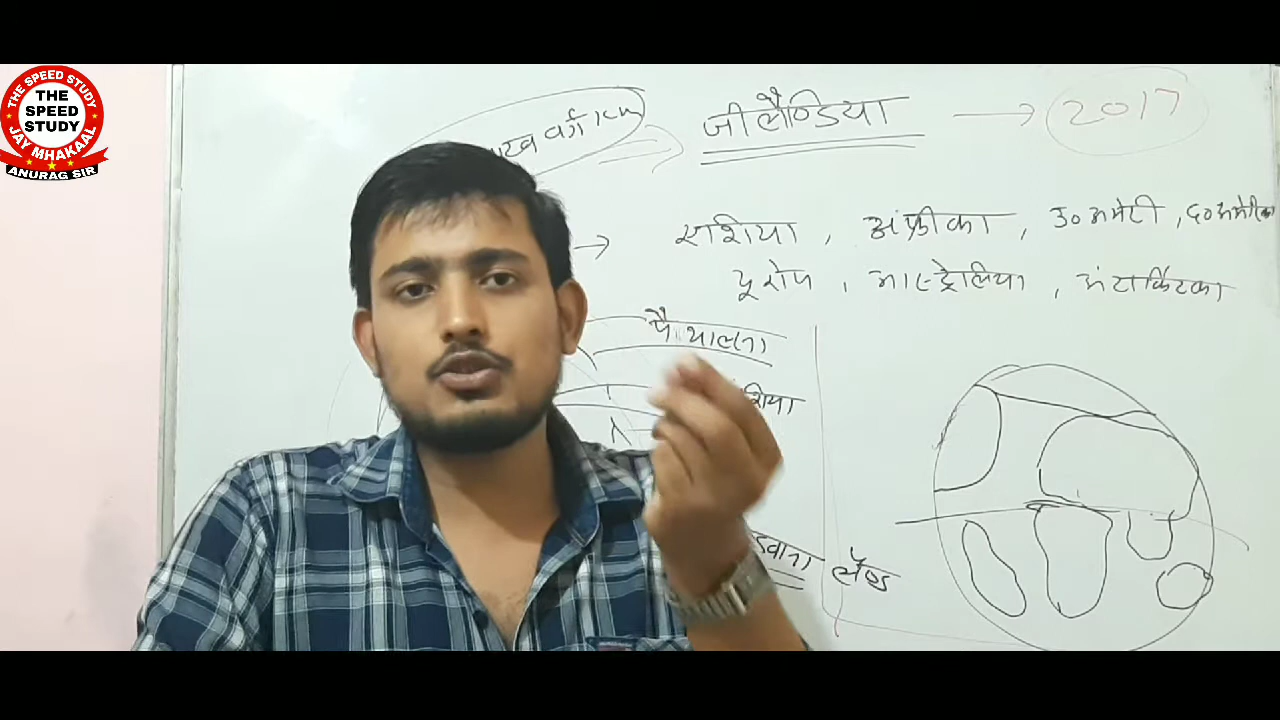 THE SPEED STUDY
THE
SPEED
STUDY
JAY MHAKAAL
ANURAG SIR
जीलैण्डिया → 2017
→ एशिया, अफ्रीका, उ० अमेरी, द० अमेरिका
यूरोप, आस्ट्रेलिया, अंटार्कटिका
शिया
डवाना लैण्ड